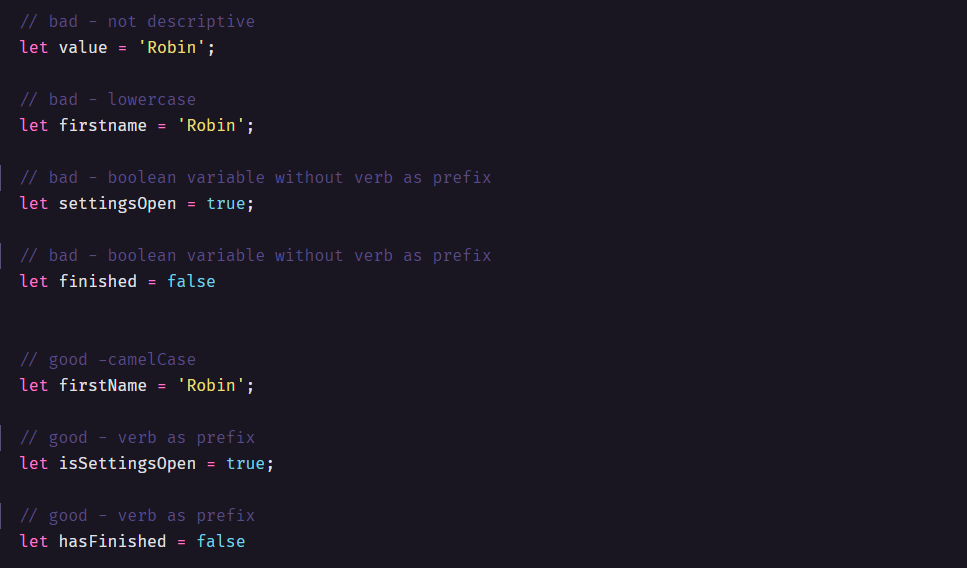 // bad - not descriptive
let value = 'Robin';
// bad - lowercase
let firstname = 'Robin';
// bad - boolean variable without verb as prefix
let settingsOpen = true;
// bad - boolean variable without verb as prefix
let finished = false
// good -camelCase
let firstName = 'Robin';
// good - verb as prefix
let isSettingsOpen = true;
// good - verb as prefix
let hasFinished = false